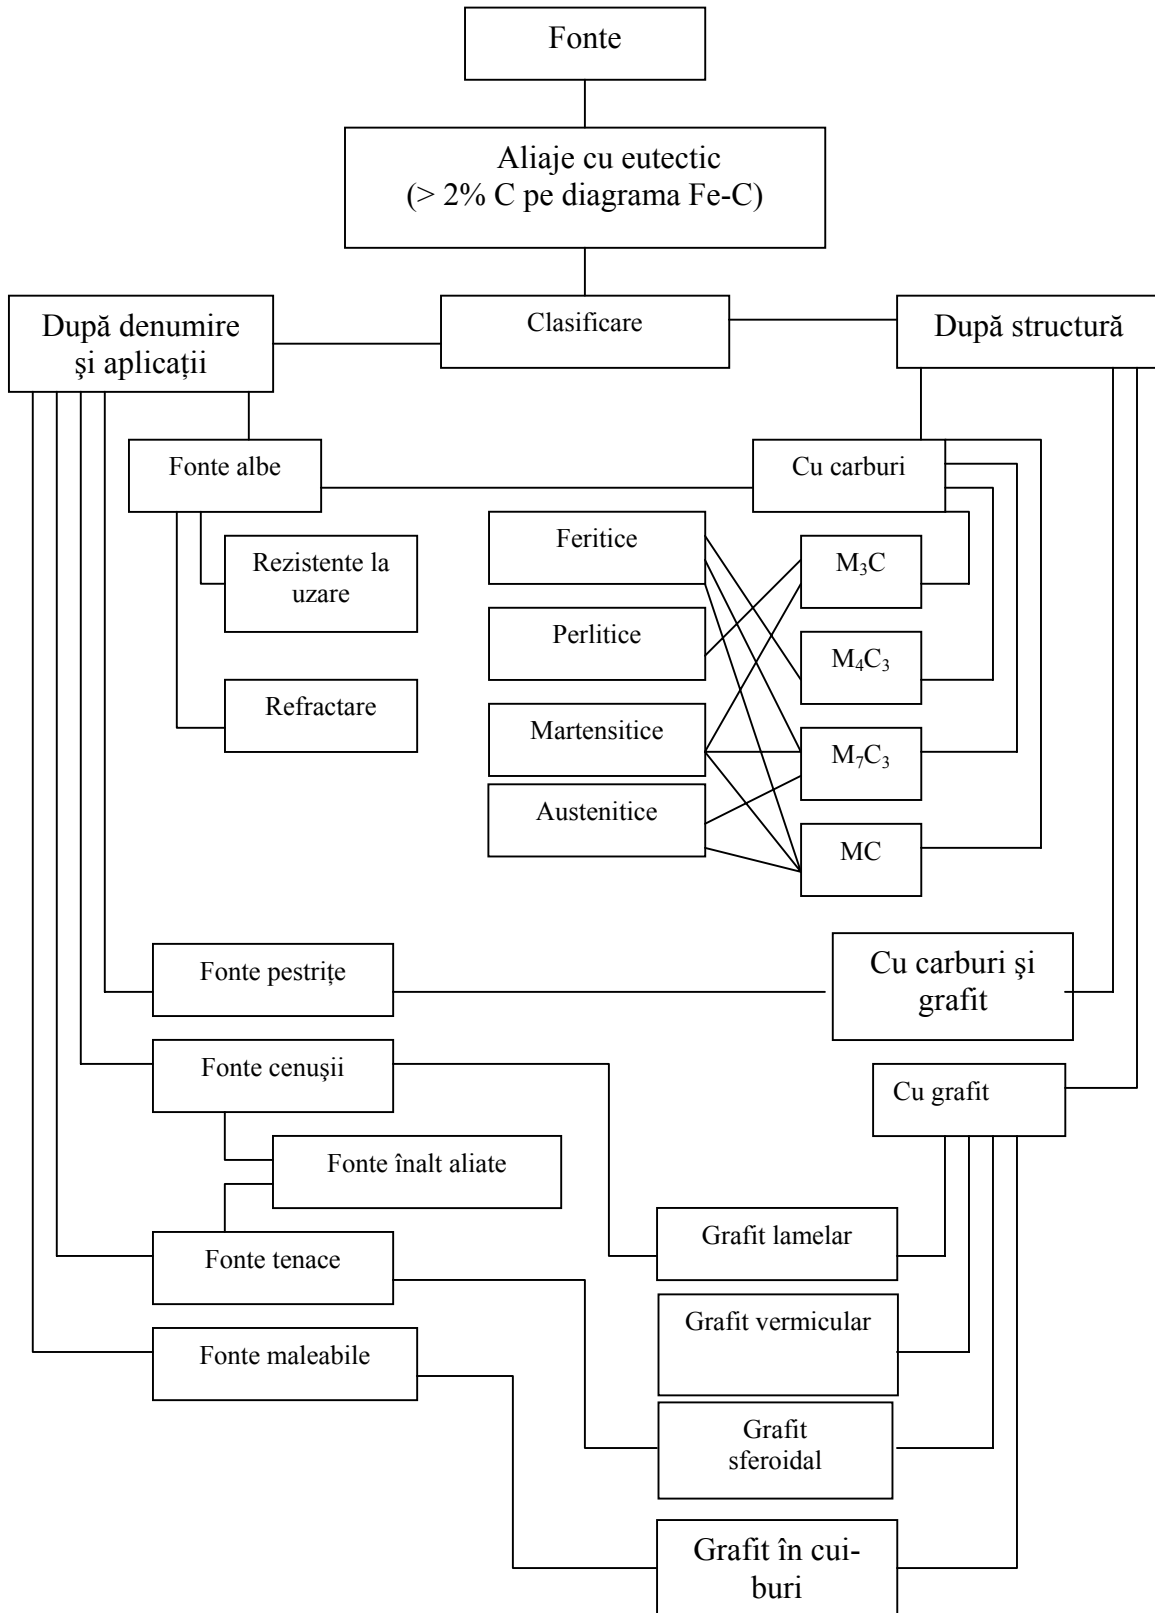 Fonte
Aliaje cu eutectic
(> 2% C pe diagrama Fe-C)
După denumire
şi aplicații
Clasificare
După structură
Fonte albe
Cu carburi
Rezistente la
uzare
Feritice
M₃C
Perlitice
M₄C₃
Refractare
Martensitice
M₇C₃
Austenitice
MC
Fonte pestrițe
Cu carburi şi
grafit
Fonte cenuşii
Cu grafit
Fonte înalt aliate
Grafit lamelar
Fonte tenace
Grafit vermicular
Fonte maleabile
Grafit
sferoidal
Grafit în cui-
buri